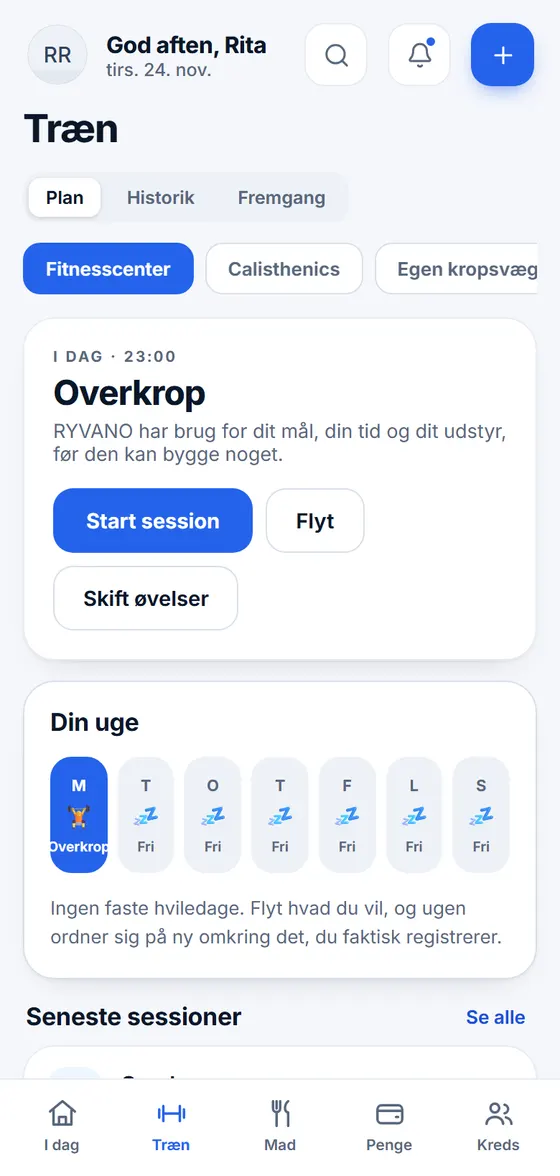 RR
God aften, Rita
tirs. 24. nov.
Træn
Plan
Historik
Fremgang
Fitnesscenter
Calisthenics
Egen kropsvæg
I DAG · 23:00
Overkrop
RYVANO har brug for dit mål, din tid og dit udstyr,
før den kan bygge noget.
Start session
Flyt
Skift øvelser
Din uge
M
T
O
T
F
L
S
Overkrop
Fri
Fri
Fri
Fri
Fri
Fri
Ingen faste hviledage. Flyt hvad du vil, og ugen
ordner sig på ny omkring det, du faktisk registrerer.
Seneste sessioner
Se alle
I dag
Træn
Mad
Penge
Kreds